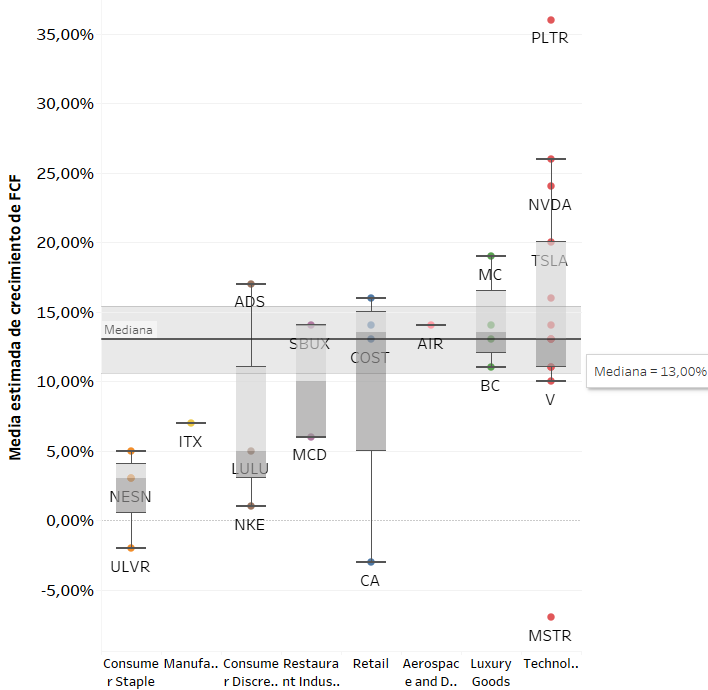 Media estimada de crecimiento de FCF
35,00%
30,00%
25,00%
20,00%
15,00%
10,00%
5,00%
0,00%
-5,00%
PLTR
NVDA
TSLA
MC
ADS
Mediana
SBUX
COST
AIR
Mediana = 13,00%
BC
V
ITX
MCD
LULU
NESN
NKE
ULVR
CA
MSTR
Consume
r Staple
Manufa..
Consume
r Discre..
Restaura
nt Indus..
Retail
Aerospac
e and D..
Luxury
Goods
Technol..